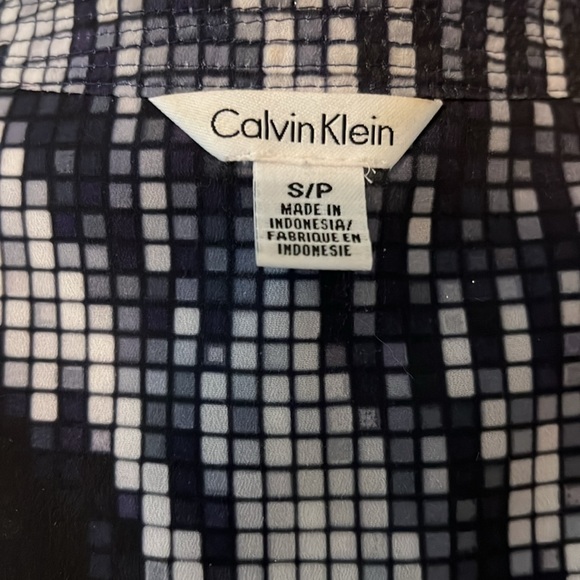 Calvin Klein
S/P
MADE IN
INDONESIA/
FABRIQUE EN
INDONESIE